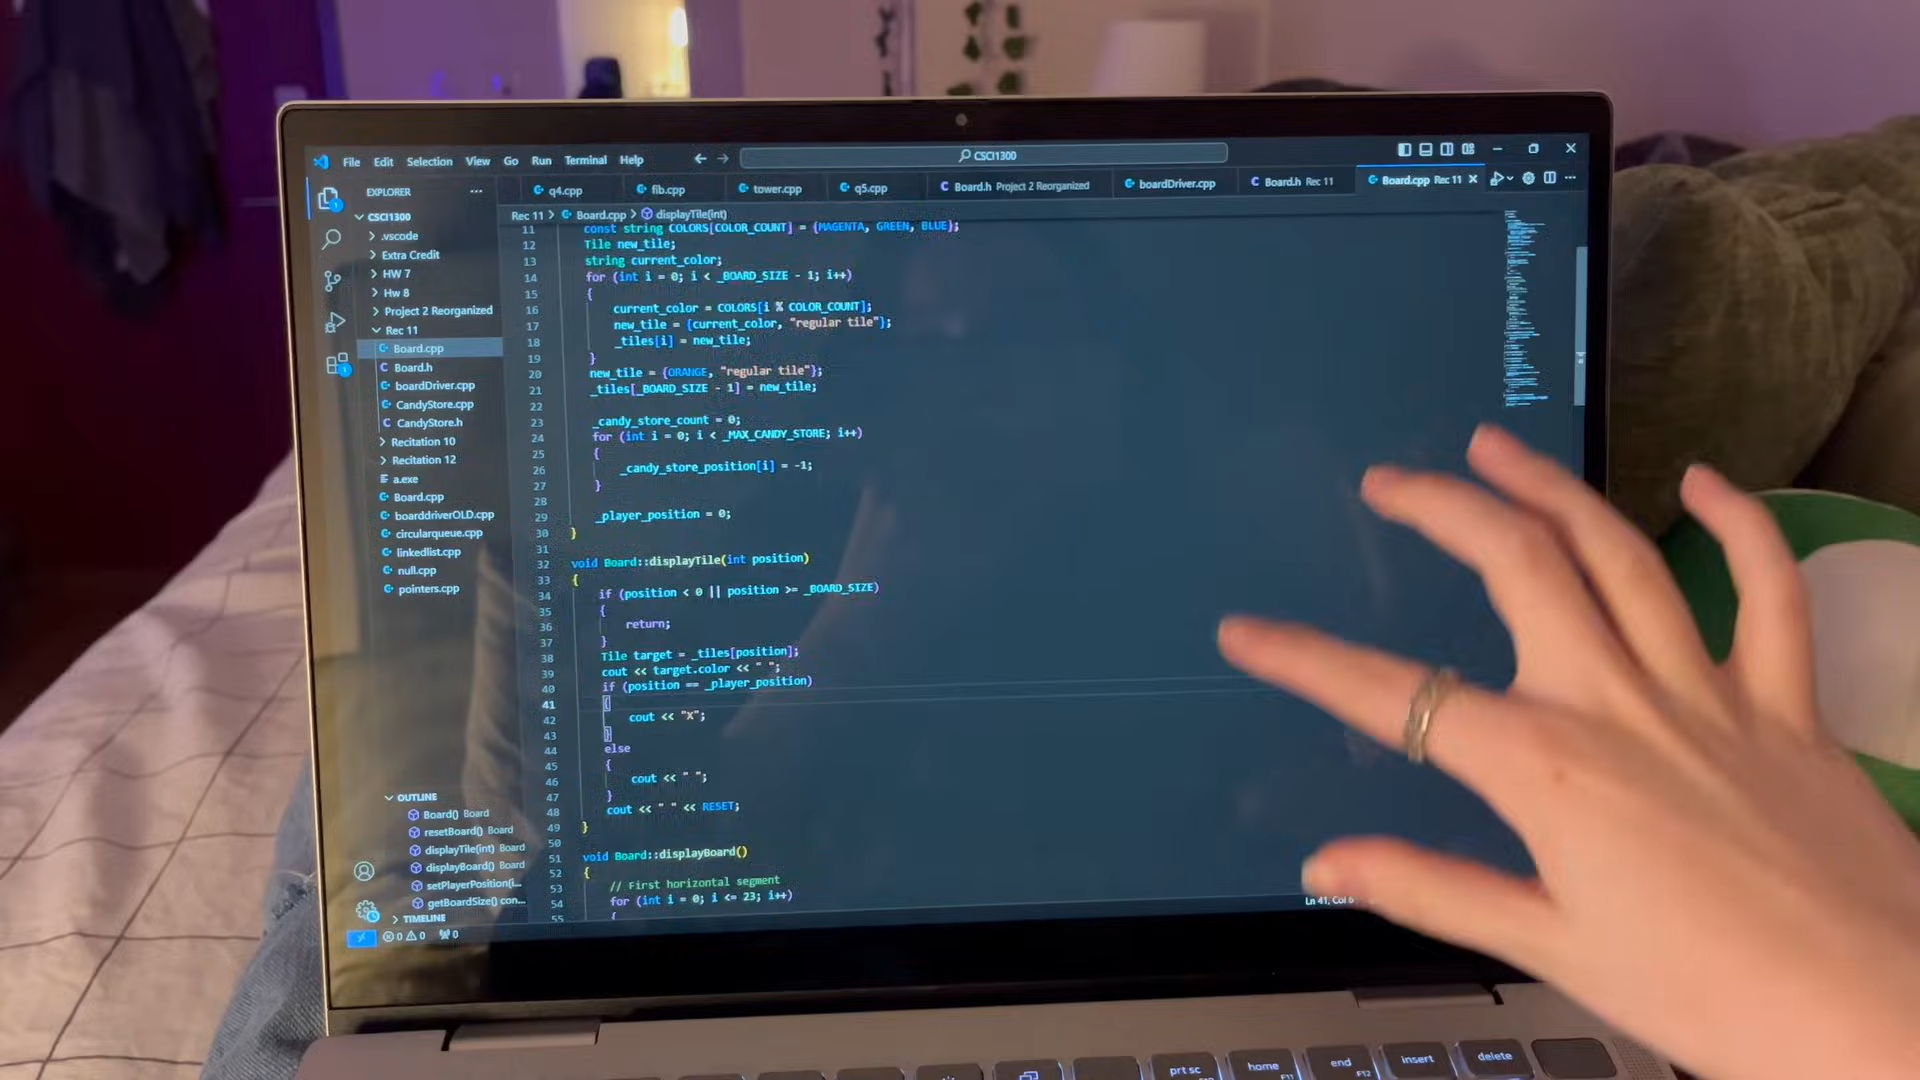 File Edit Selection View Go Run Terminal Help
CSCI1300
EXPLORER
q4.cpp fib.cpp tower.cpp q5.cpp Board.h Project 2 Reorganized boardDriver.cpp Board.h Rec 11 Board.cpp Rec 11
CSCI1300
.vscode
Extra Credit
HW 7
Hw 8
Project 2 Reorganized
Rec 11
Board.cpp
Board.h
boardDriver.cpp
CandyStore.cpp
CandyStore.h
Recitation 10
Recitation 12
a.exe
Board.cpp
boarddriverOLD.cpp
circularqueue.cpp
linkedlist.cpp
null.cpp
pointers.cpp
OUTLINE
Board() Board
resetBoard() Board
displayTile(int) Board
displayBoard() Board
setPlayerPosition(i...
getBoardSize() con...
TIMELINE
0 0 0
Rec 11 > Board.cpp > displayTile(int)
11 const string COLORS[COLOR_COUNT] = {MAGENTA, GREEN, BLUE};
12 Tile new_tile;
13 string current_color;
14 for (int i = 0; i < _BOARD_SIZE - 1; i++)
15 {
16 current_color = COLORS[i % COLOR_COUNT];
17 new_tile = {current_color, "regular tile"};
18 _tiles[i] = new_tile;
19 }
20 new_tile = {ORANGE, "regular tile"};
21 _tiles[_BOARD_SIZE - 1] = new_tile;
22
23 _candy_store_count = 0;
24 for (int i = 0; i < _MAX_CANDY_STORE; i++)
25 {
26 _candy_store_position[i] = -1;
27 }
28
29 _player_position = 0;
30 }
31
32 void Board::displayTile(int position)
33 {
34 if (position < 0 || position >= _BOARD_SIZE)
35 {
36 return;
37 }
38 Tile target = _tiles[position];
39 cout << target.color << " ";
40 if (position == _player_position)
41 {
42 cout << "X";
43 }
44 else
45 {
46 cout << " ";
47 }
48 cout << " " << RESET;
49 }
50
51 void Board::displayBoard()
52 {
53 // First horizontal segment
54 for (int i = 0; i <= 23; i++)
55 {
Ln 41, Col 6
prt sc
home F11
end F12
insert
delete